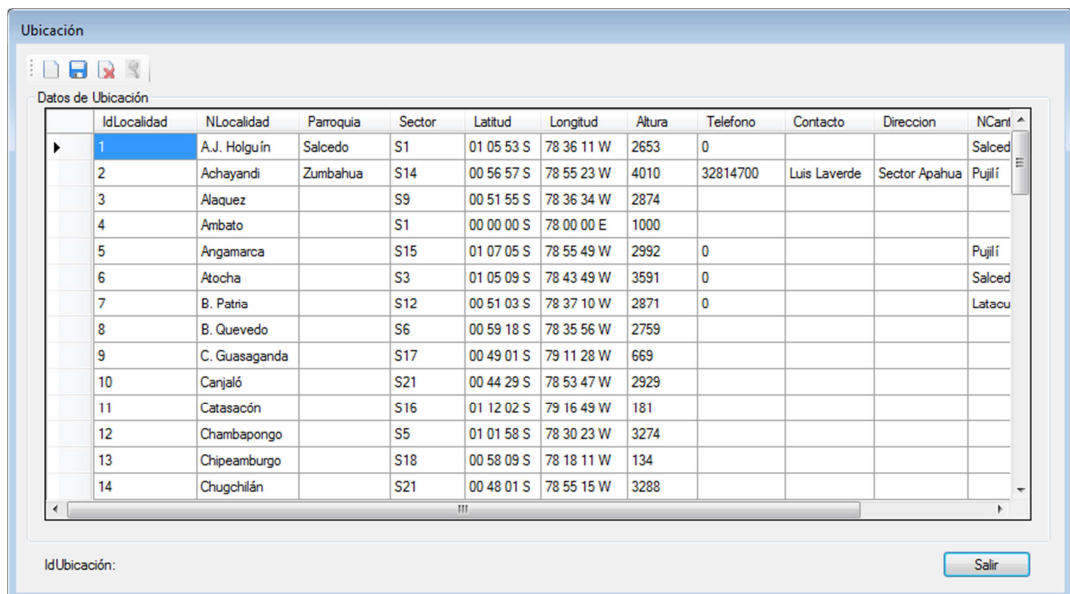 Ubicación
Datos de Ubicación
IdLocalidad NLocalidad Parroquia Sector Latitud Longitud Altura Telefono Contacto Direccion NCant
1 A.J. Holguín Salcedo S1 01 05 53 S 78 36 11 W 2653 0 Salced
2 Achayandi Zumbahua S14 00 56 57 S 78 55 23 W 4010 32814700 Luis Laverde Sector Apahua Pujilí
3 Alaquez S9 00 51 55 S 78 36 34 W 2874
4 Ambato S1 00 00 00 S 78 00 00 E 1000
5 Angamarca S15 01 07 05 S 78 55 49 W 2992 0 Pujilí
6 Atocha S3 01 05 09 S 78 43 49 W 3591 0 Salced
7 B. Patria S12 00 51 03 S 78 37 10 W 2871 0 Latacu
8 B. Quevedo S6 00 59 18 S 78 35 56 W 2759
9 C. Guasaganda S17 00 49 01 S 79 11 28 W 669
10 Canjaló S21 00 44 29 S 78 53 47 W 2929
11 Catasacón S16 01 12 02 S 79 16 49 W 181
12 Chambapongo S5 01 01 58 S 78 30 23 W 3274
13 Chipeamburgo S18 00 58 09 S 78 18 11 W 134
14 Chugchilán S21 00 48 01 S 78 55 15 W 3288
IdUbicación: Salir